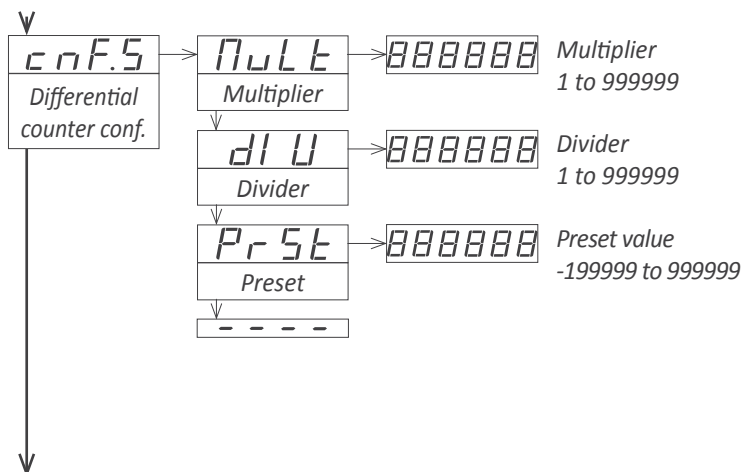 cnF.5
Differential
counter conf.
MuLt
Multiplier
888888
Multiplier
1 to 999999
dIV
Divider
888888
Divider
1 to 999999
PrSt
Preset
888888
Preset value
-199999 to 999999
- - - -